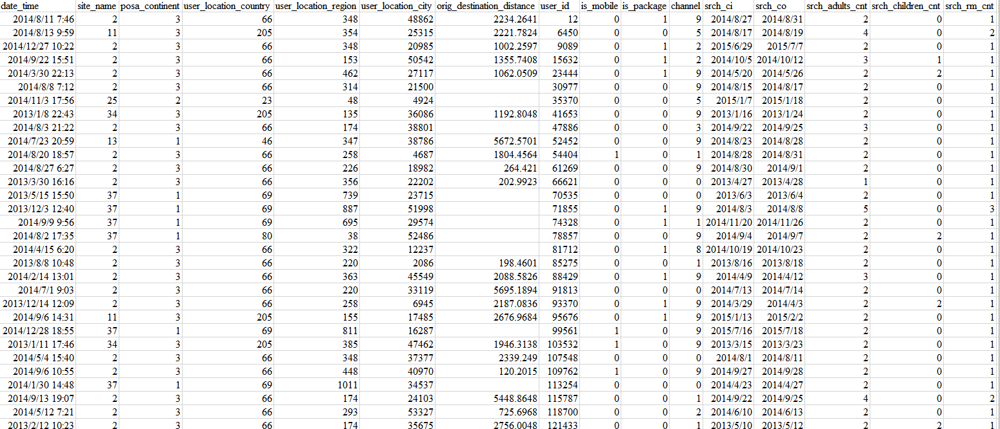 date_time site_name posa_continent user_location_country user_location_region user_location_city orig_destination_distance user_id is_mobile is_package channel srch_ci srch_co srch_adults_cnt srch_children_cnt srch_rm_cnt
2014/8/11 7:46 2 3 66 348 48862 2234.2641 12 0 1 9 2014/8/27 2014/8/31 2 0 1
2014/8/13 9:59 11 3 205 354 25315 2221.7824 6450 0 0 5 2014/8/17 2014/8/19 4 0 2
2014/12/27 10:22 2 3 66 348 20985 1002.2597 9089 0 1 2 2015/6/29 2015/7/7 2 0 1
2014/9/22 15:51 2 3 66 153 50542 1355.7408 15632 0 1 2 2014/10/5 2014/10/12 3 1 1
2014/3/30 22:13 2 3 66 462 27117 1062.0509 23444 0 1 9 2014/5/20 2014/5/26 2 2 1
2014/8/8 7:12 2 3 66 314 21500 30977 0 0 9 2014/8/15 2014/8/17 2 0 1
2014/11/3 17:56 25 2 23 48 4924 35370 0 0 5 2015/1/7 2015/1/18 2 0 1
2013/1/8 22:43 34 3 205 135 36086 1192.8048 41653 0 0 9 2013/1/16 2013/1/24 2 0 1
2014/8/3 21:22 2 3 66 174 38801 47886 0 0 3 2014/9/22 2014/9/25 3 0 1
2014/7/23 20:59 13 1 46 347 38786 5672.5701 52452 0 0 9 2014/8/23 2014/8/28 2 0 1
2014/8/20 18:57 2 3 66 258 4687 1804.4564 54404 1 0 1 2014/8/28 2014/8/31 2 0 1
2014/8/27 6:27 2 3 66 226 18982 264.421 61269 0 0 9 2014/8/30 2014/9/1 2 0 1
2013/3/30 16:16 2 3 66 356 22202 202.9923 66621 0 0 0 2013/4/27 2013/4/28 1 0 1
2013/5/15 15:50 37 1 69 739 23715 70535 0 0 0 2013/6/3 2013/6/4 2 0 1
2013/12/3 12:40 37 1 69 887 51998 71855 0 1 9 2014/8/3 2014/8/8 5 0 3
2014/9/9 9:56 37 1 69 695 29574 74328 0 1 1 2014/11/20 2014/11/26 2 0 1
2014/8/2 17:35 37 1 80 38 52486 78857 0 0 9 2014/9/4 2014/9/7 2 2 1
2014/4/15 6:20 2 3 66 322 12237 81712 0 1 8 2014/10/19 2014/10/23 2 0 1
2013/8/8 10:48 2 3 66 220 2086 198.4601 85275 0 0 1 2013/8/16 2013/8/18 2 0 1
2014/2/14 13:01 2 3 66 363 45549 2088.5826 88429 0 1 9 2014/4/9 2014/4/12 3 0 1
2014/7/1 9:03 2 3 66 220 33119 5695.1894 91813 0 0 0 2014/7/13 2014/7/14 2 0 1
2013/12/14 12:09 2 3 66 258 6945 2187.0836 93370 0 1 9 2014/3/29 2014/4/3 2 2 1
2014/9/6 14:31 11 3 205 155 17485 2676.9684 95676 0 1 9 2015/1/13 2015/2/2 2 0 1
2014/12/28 18:55 37 1 69 811 16287 99561 1 0 9 2015/7/16 2015/7/18 2 0 1
2013/1/11 17:46 34 3 205 385 47462 1946.3138 103532 1 0 9 2013/3/15 2013/3/23 2 0 1
2014/5/4 15:40 2 3 66 348 37377 2339.249 107548 0 0 0 2014/8/1 2014/8/11 2 0 1
2014/9/6 10:55 2 3 66 448 40970 120.2015 109762 1 0 9 2014/9/27 2014/9/28 2 0 1
2014/1/30 14:48 37 1 69 1011 34537 113254 0 0 0 2014/4/23 2014/4/27 2 0 1
2014/9/13 19:07 2 3 66 174 24103 5448.8648 115787 0 0 1 2014/9/22 2014/9/25 4 0 2
2014/5/12 7:21 2 3 66 293 53327 725.6968 118700 0 0 2 2014/6/10 2014/6/13 2 0 1
2013/2/12 10:23 2 3 66 174 35675 2756.0048 121433 0 0 1 2013/5/10 2013/5/12 2 2 1